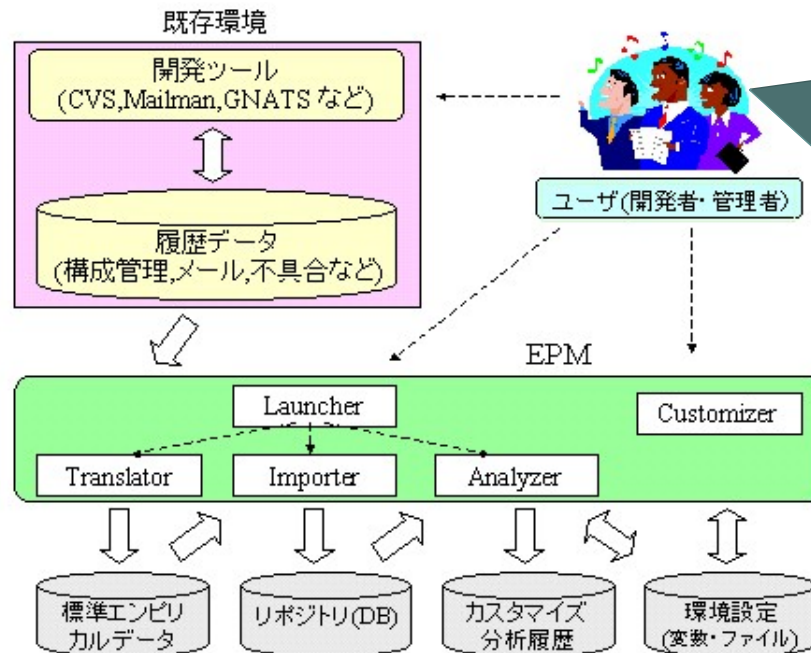 既存環境
開発ツール
(CVS,Mailman,GNATS など)
履歴データ
(構成管理,メール,不具合など)
ユーザ(開発者・管理者)
EPM
Launcher
Customizer
Translator
Importer
Analyzer
標準エンピリ
カルデータ
リポジトリ(DB)
カスタマイズ
分析履歴
環境設定
(変数・ファイル)